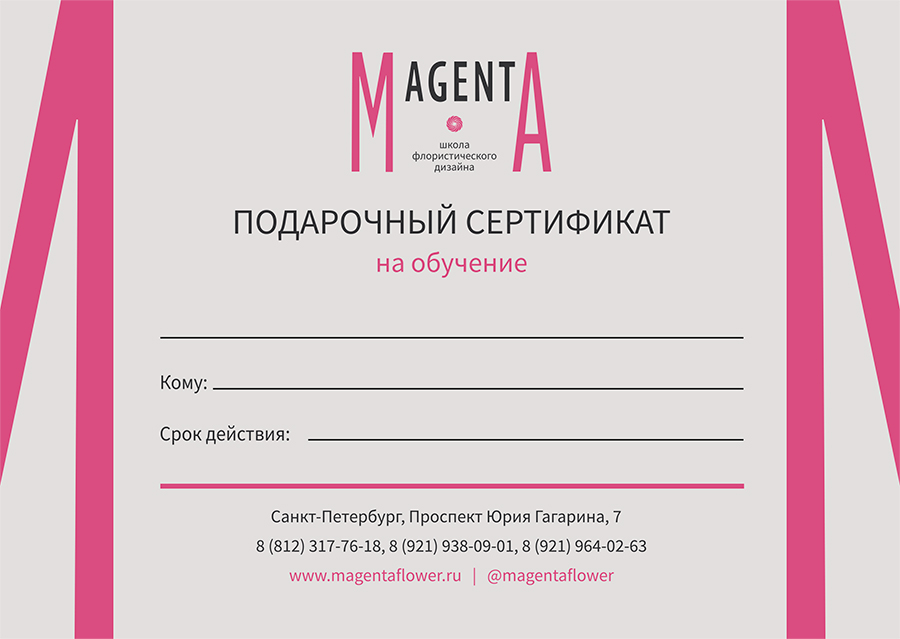 MAGENTA
школа
флористического
дизайна
ПОДАРОЧНЫЙ СЕРТИФИКАТ
на обучение
Кому:
Срок действия:
Санкт-Петербург, Проспект Юрия Гагарина, 7
8 (812) 317-76-18, 8 (921) 938-09-01, 8 (921) 964-02-63
www.magentaflower.ru | @magentaflower